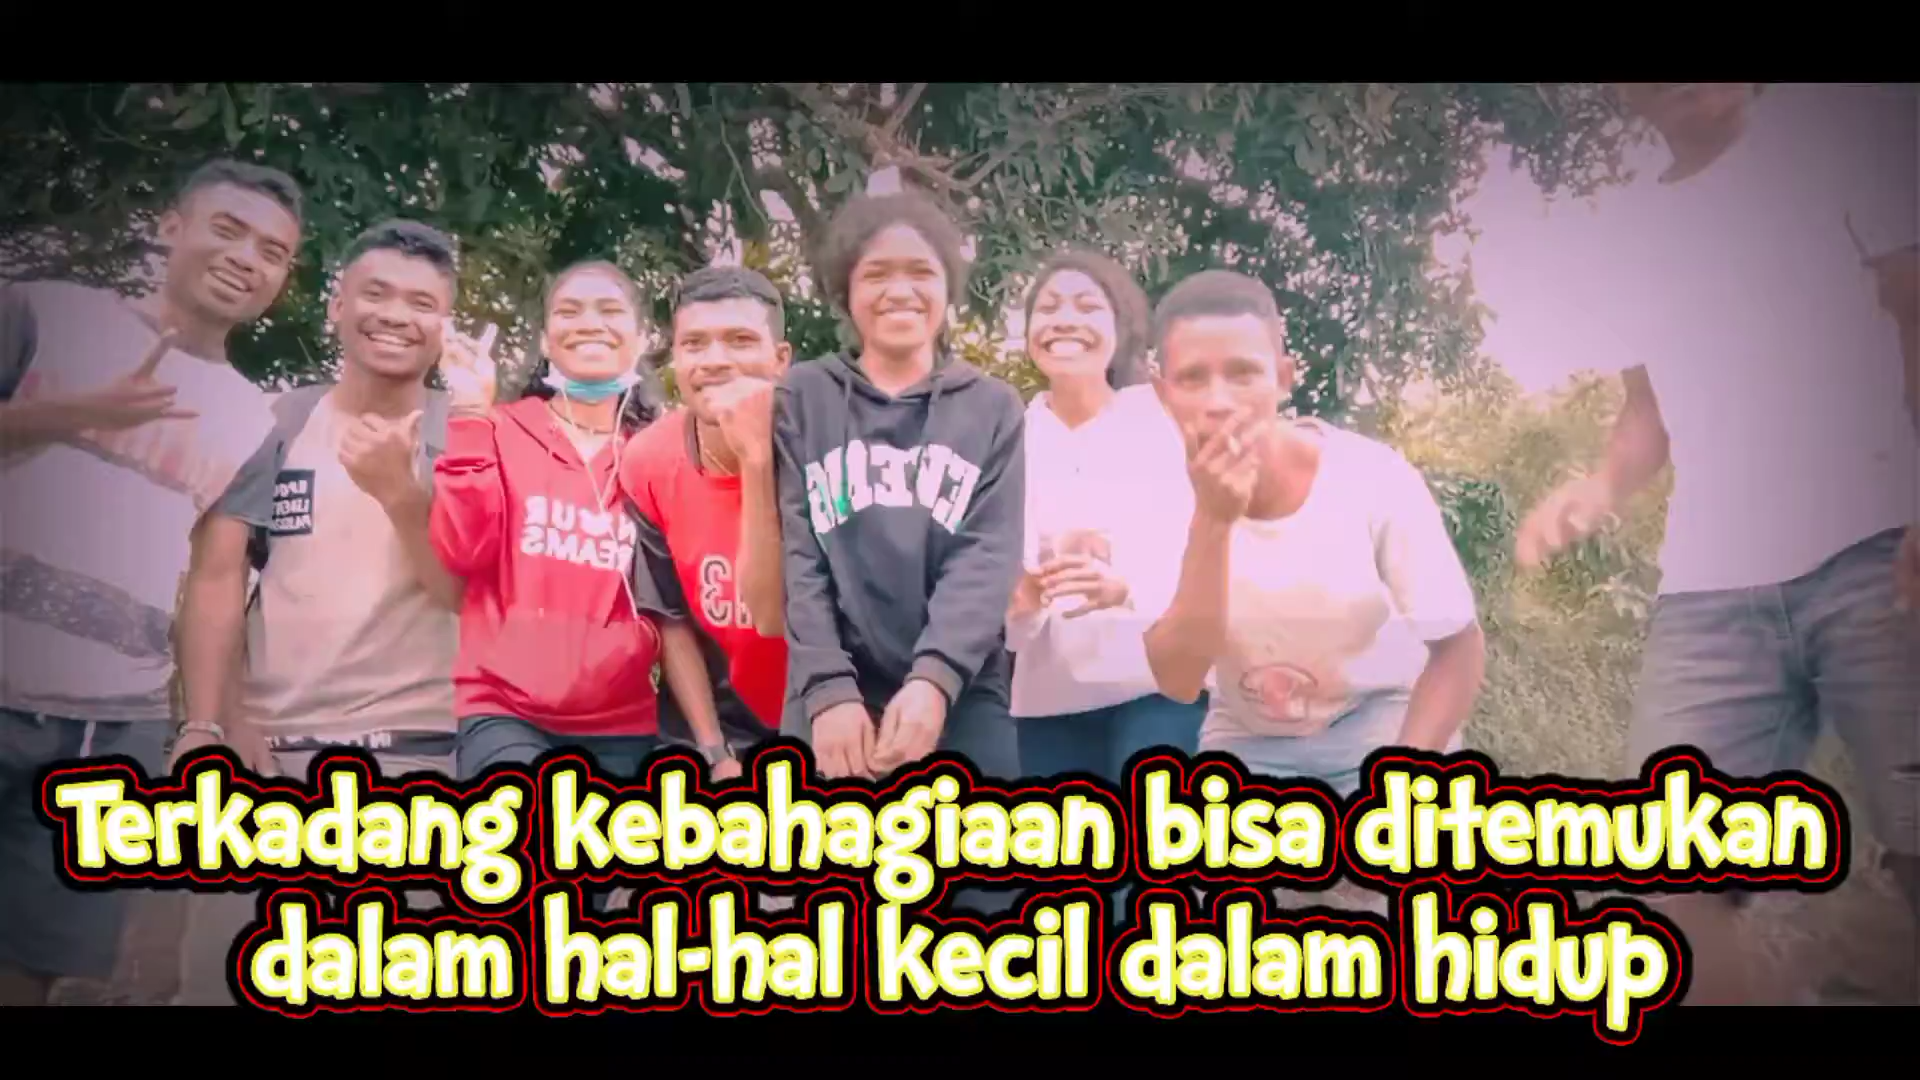 Terkadang kebahagiaan bisa ditemukan
dalam hal-hal kecil dalam hidup